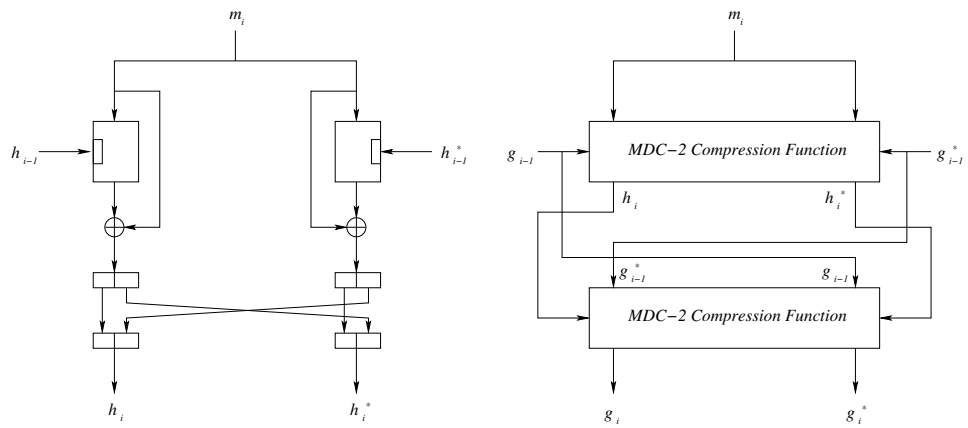 m_i
h_{i-1}
h^*_{i-1}
h_i
h^*_i
m_i
g_{i-1}
MDC-2 Compression Function
g^*_{i-1}
h_i
h^*_i
g^*_{i-1}
g_{i-1}
MDC-2 Compression Function
g_i
g^*_i